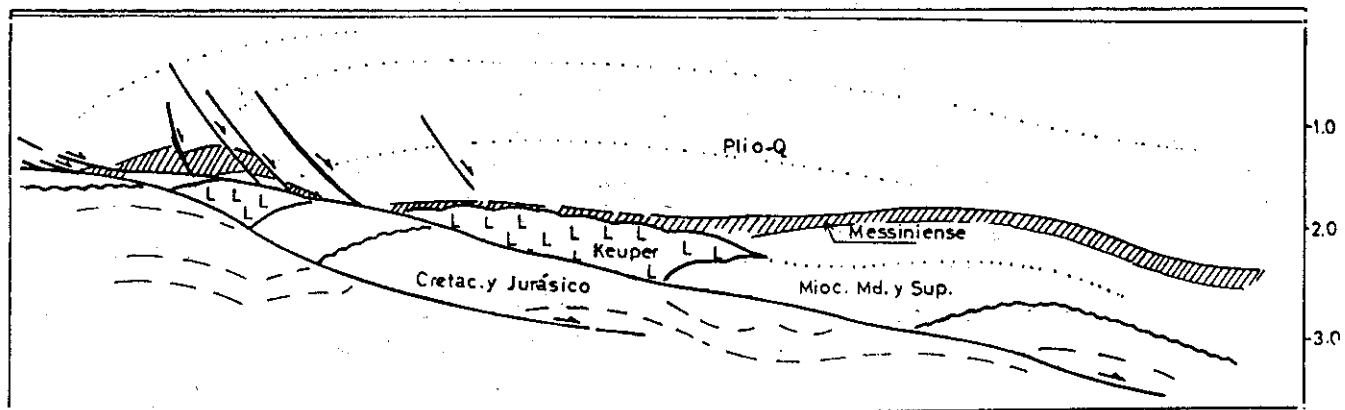 1.0
Plio-Q
2.0
Messiniense
L L L L
L L L
L L L L L L
L L L L L L L
Keuper
L
Cretac. y Jurásico
Mioc. Md. y Sup.
3.0